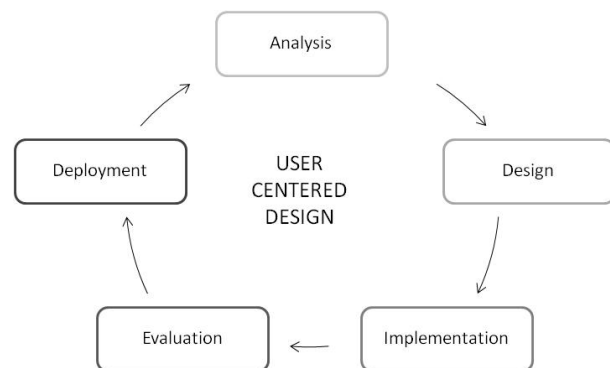 Analysis
Deployment
USER
CENTERED
DESIGN
Design
Evaluation
Implementation